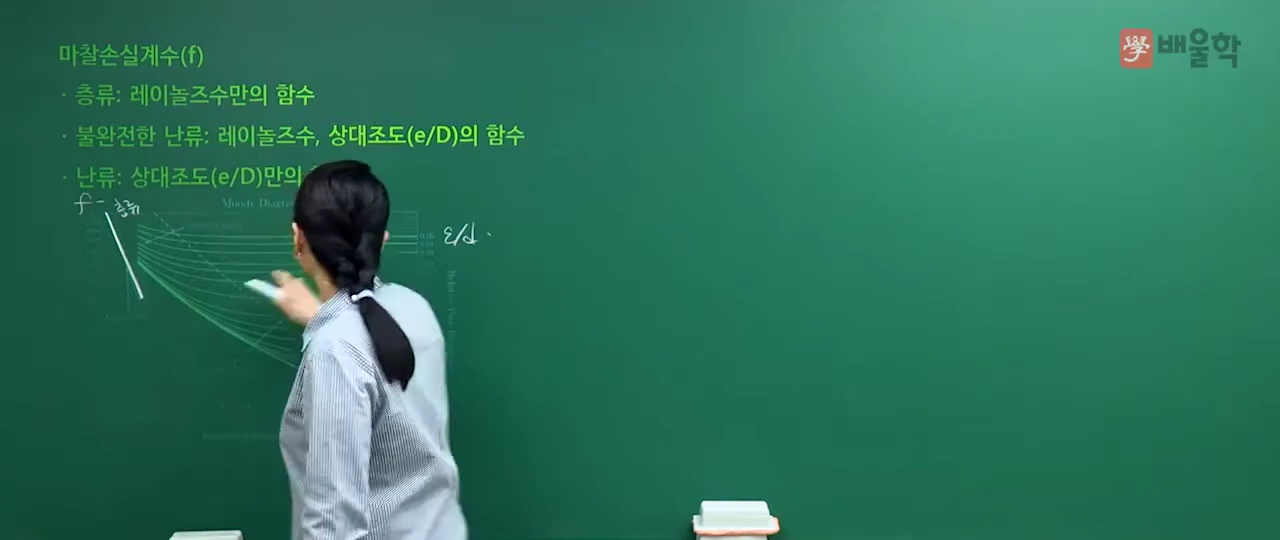 學 배울학
마찰손실계수(f)
· 층류: 레이놀즈수만의 함수
· 불완전한 난류: 레이놀즈수, 상대조도(e/D)의 함수
· 난류: 상대조도(e/D)만의
f
층류
Moody
ε/d